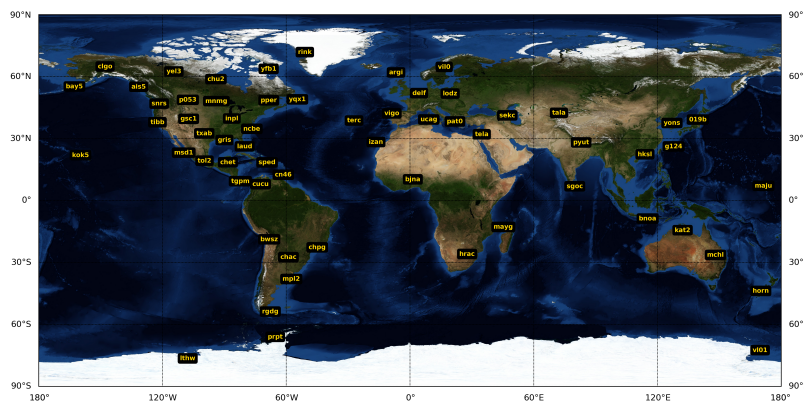 90°N 90°N
rink
argi
clgo yel3 chu2 yfb1 vil0
60°N 60°N
bay5 ais5 delf lodz
snrs p053 mnmg pper yqx1
tibb gsc1 inpl terc vigo ucag pat0 sekc tala yons 019b
txab ncbe tela
30°N 30°N
gris laud izan pyut g124
kok5 msd1 tol2 chet sped hksl
cn46
tgpm cucu bjna sgoc maju
0° 0°
bnoa
mayg kat2
bwsz chpg
chac hrac mchl
30°S 30°S
mpl2
horn
rgdg
60°S 60°S
prpt
lthw vl01
90°S 90°S
180° 120°W 60°W 0° 60°E 120°E 180°